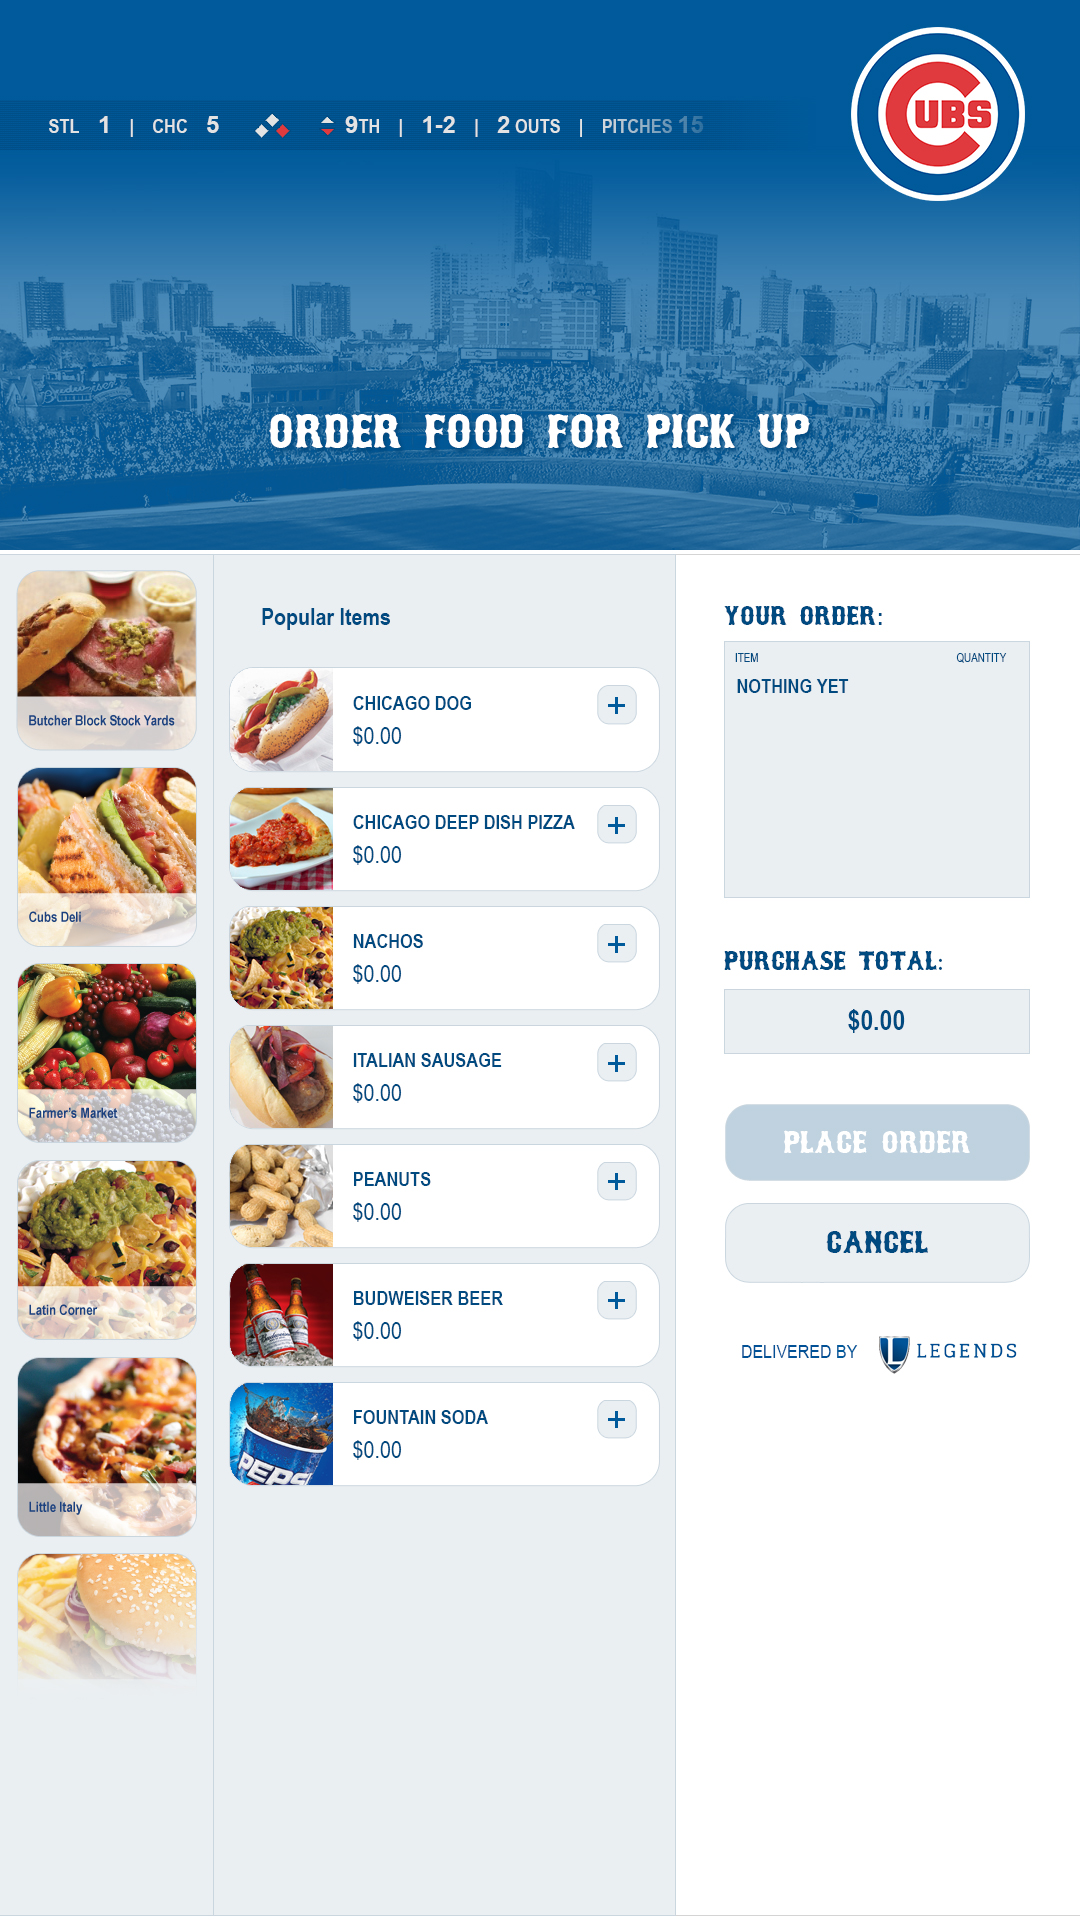 STL 1 | CHC 5 9TH | 1-2 | 2 OUTS | PITCHES 15
CUBS
ORDER FOOD FOR PICK UP
Butcher Block Stock Yards
Cubs Deli
Farmer's Market
Latin Corner
Little Italy
Popular Items
CHICAGO DOG
$0.00
CHICAGO DEEP DISH PIZZA
$0.00
NACHOS
$0.00
ITALIAN SAUSAGE
$0.00
PEANUTS
$0.00
BUDWEISER BEER
$0.00
Budweiser
FOUNTAIN SODA
$0.00
PEPS
YOUR ORDER:
ITEM QUANTITY
NOTHING YET
PURCHASE TOTAL:
$0.00
PLACE ORDER
CANCEL
DELIVERED BY L LEGENDS